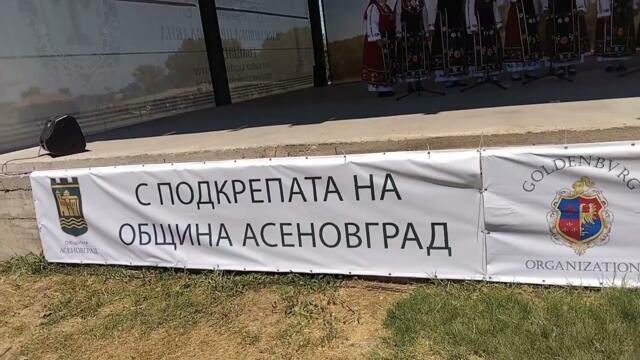 С ПОДКРЕПАТА НА
ОБЩИНА АСЕНОВГРАД
ОБЩИНА
АСЕНОВГРАД
GOLDENBURG
ORGANIZATION